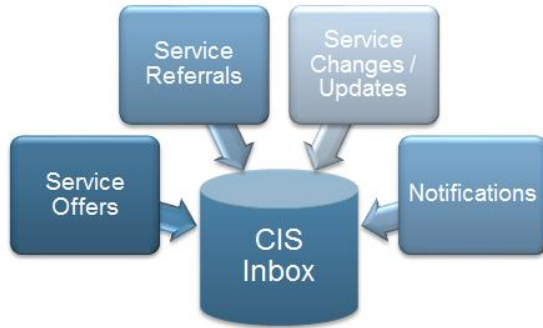 Service
Referrals
Service
Changes /
Updates
Service
Offers
Notifications
CIS
Inbox